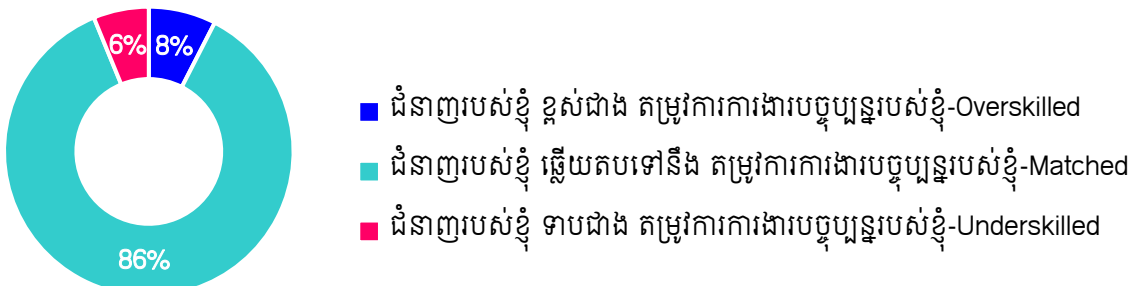 6% 8%
ជំនាញរបស់ខ្ញុំ ខ្ពស់ជាង តម្រូវការការងារបច្ចុប្បន្នរបស់ខ្ញុំ-Overskilled
ជំនាញរបស់ខ្ញុំ ឆ្លើយតបទៅនឹង តម្រូវការការងារបច្ចុប្បន្នរបស់ខ្ញុំ-Matched
ជំនាញរបស់ខ្ញុំ ទាបជាង តម្រូវការការងារបច្ចុប្បន្នរបស់ខ្ញុំ-Underskilled
86%